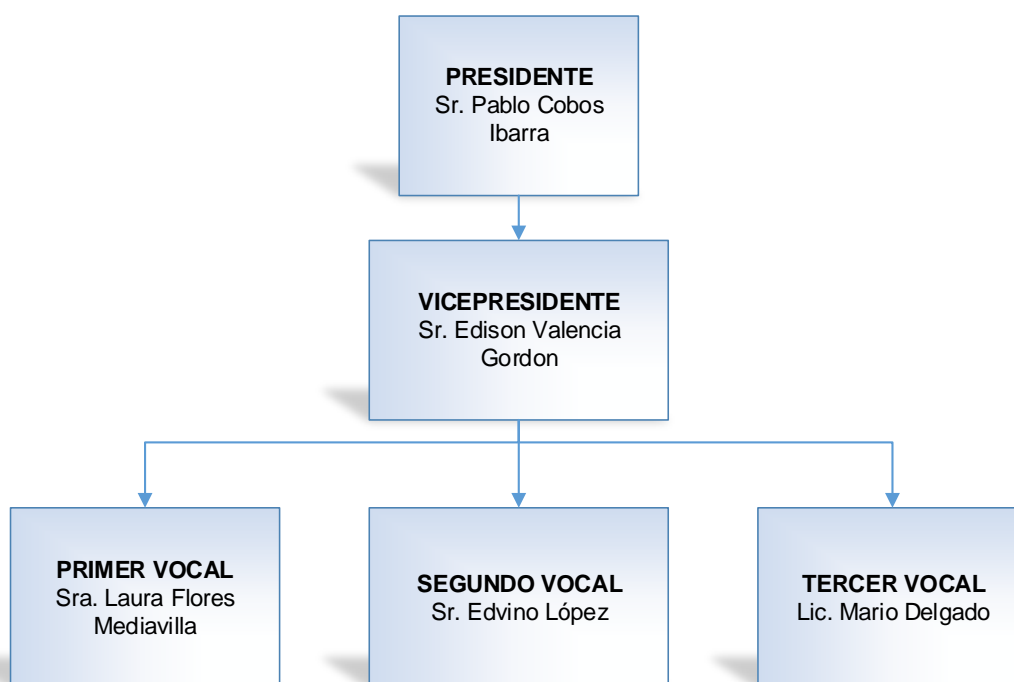 PRESIDENTE
Sr. Pablo Cobos
Ibarra
VICEPRESIDENTE
Sr. Edison Valencia
Gordon
PRIMER VOCAL
Sra. Laura Flores
Mediavilla
SEGUNDO VOCAL
Sr. Edvino López
TERCER VOCAL
Lic. Mario Delgado